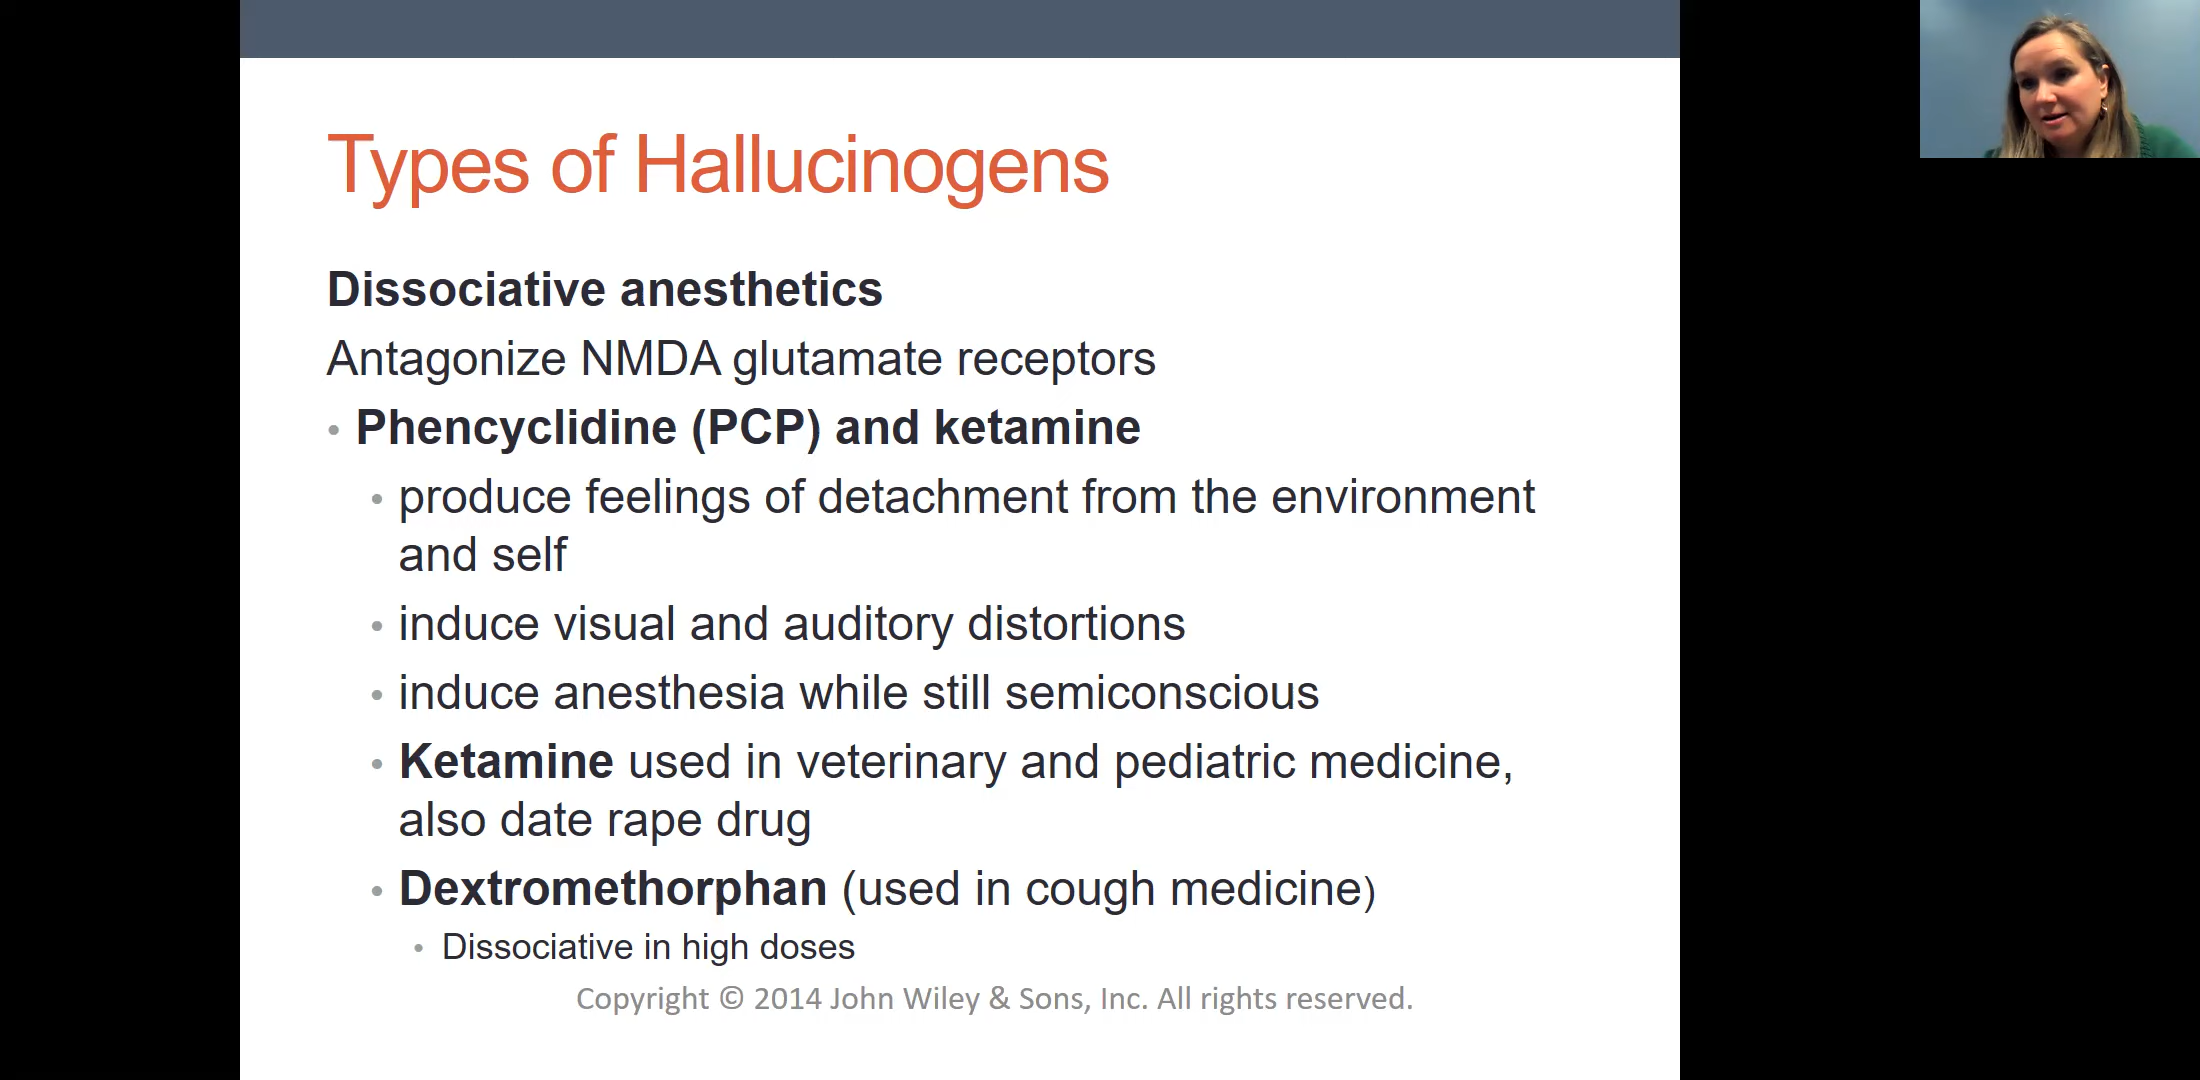 Types of Hallucinogens
Dissociative anesthetics
Antagonize NMDA glutamate receptors
• Phencyclidine (PCP) and ketamine
• produce feelings of detachment from the environment
and self
• induce visual and auditory distortions
• induce anesthesia while still semiconscious
• Ketamine used in veterinary and pediatric medicine,
also date rape drug
• Dextromethorphan (used in cough medicine)
• Dissociative in high doses
Copyright © 2014 John Wiley & Sons, Inc. All rights reserved.